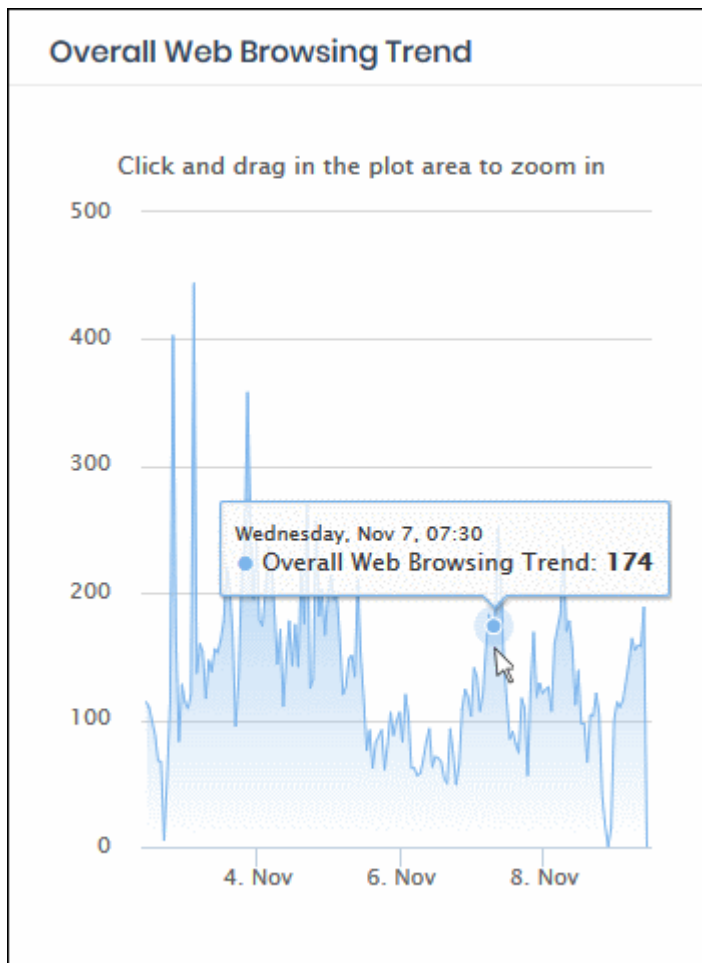 Overall Web Browsing Trend
Click and drag in the plot area to zoom in
500
400
300
Wednesday, Nov 7, 07:30
Overall Web Browsing Trend: 174
200
100
0
4. Nov 6. Nov 8. Nov